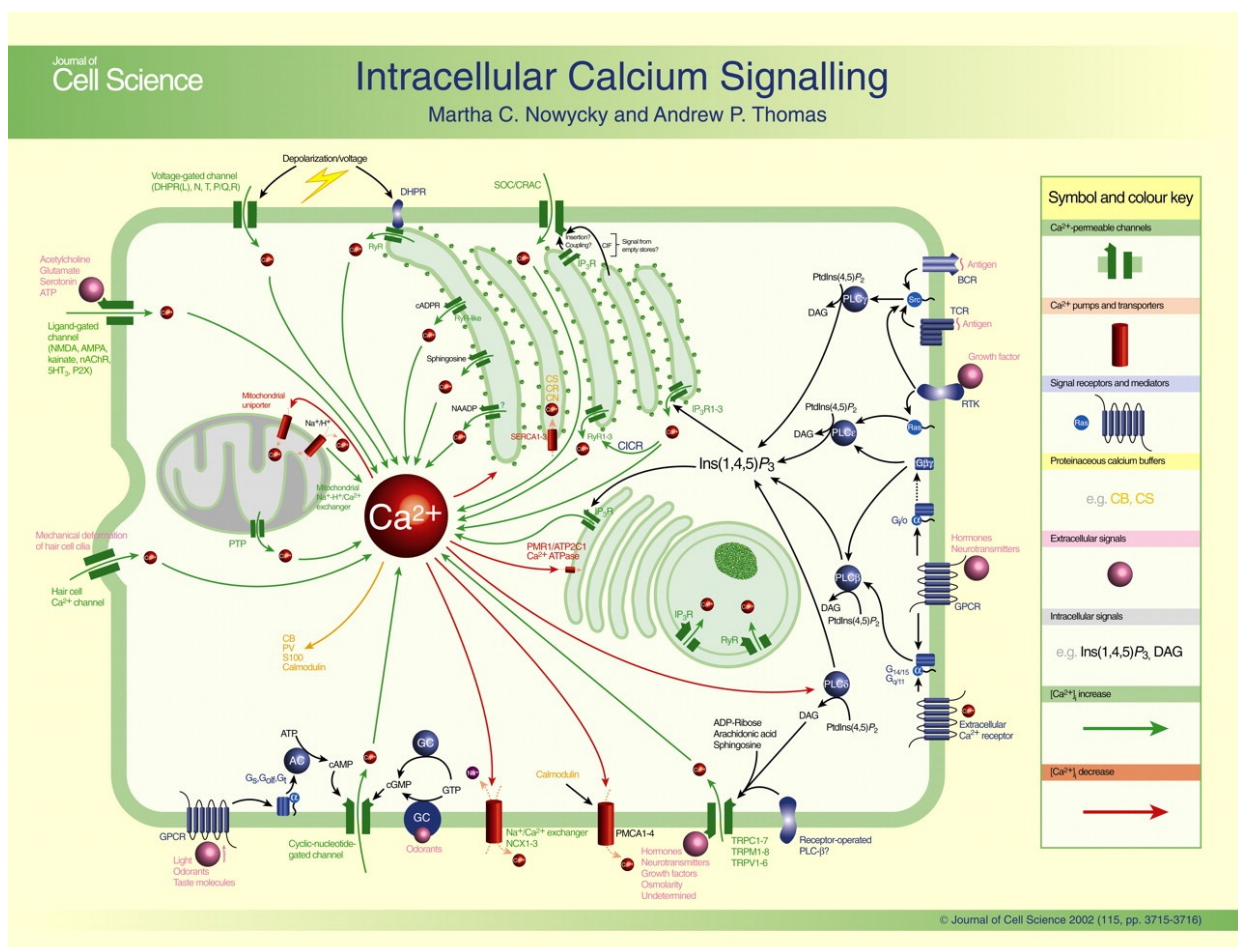 Journal of
Cell Science
Intracellular Calcium Signalling
Martha C. Nowycky and Andrew P. Thomas
Depolarization/voltage
Voltage-gated channel
(DHPR(L), N, T, P/Q,R)
DHPR
SOC/CRAC
RyR
Insertion?
Coupling?
CIF
Signal from
empty stores?
IP3R
Acetylcholine
Glutamate
Serotonin
ATP
Ligand-gated
channel
(NMDA, AMPA,
kainate, nAChR,
5HT3, P2X)
cADPR
RyR-like
Sphingosine
NAADP
?
CS
CR
CN
SERCA1-3
RyR1-3
CICR
IP3R1-3
Mitochondrial
uniporter
Na+/H+
Mitochondrial
Na+-H+/Ca2+
exchanger
PTP
Ca2+
Mechanical deformation
of hair cell cilia
Hair cell
Ca2+ channel
CB
PV
S100
Calmodulin
PMR1/ATP2C1
Ca2+ ATPase
IP3R
IP3R
RyR
Ins(1,4,5)P3
PtdIns(4,5)P2
PLCγ
DAG
Src
Antigen
BCR
TCR
Antigen
Growth factor
RTK
PtdIns(4,5)P2
DAG
PLCε
Ras
Gβγ
Gi/o
α
Hormones
Neurotransmitters
GPCR
PLCβ
DAG
PtdIns(4,5)P2
G14/15
Gq/11
α
Extracellular
Ca2+ receptor
PLCδ
DAG
PtdIns(4,5)P2
ADP-Ribose
Arachidonic acid
Sphingosine
ATP
AC
cAMP
Gs,Golf,Gt
α
GPCR
Light
Odorants
Taste molecules
Cyclic-nucleotide-
gated channel
GC
cGMP
GTP
GC
Odorants
Na+
Na+/Ca2+ exchanger
NCX1-3
Calmodulin
PMCA1-4
Hormones
Neurotransmitters
Growth factors
Osmolarity
Undetermined
TRPC1-7
TRPM1-8
TRPV1-6
Receptor-operated
PLC-β?
Symbol and colour key
Ca2+-permeable channels
Ca2+ pumps and transporters
Signal receptors and mediators
Ras
Proteinaceous calcium buffers
e.g. CB, CS
Extracellular signals
Intracellular signals
e.g. Ins(1,4,5)P3, DAG
[Ca2+]i increase
[Ca2+]i decrease
© Journal of Cell Science 2002 (115, pp. 3715-3716)